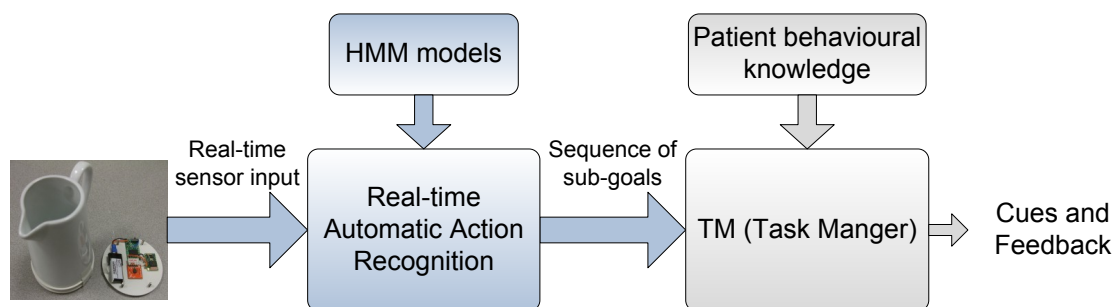 HMM models
Patient behavioural
knowledge
Real-time
sensor input
Sequence of
sub-goals
Real-time
Automatic Action
Recognition
TM (Task Manger)
Cues and
Feedback